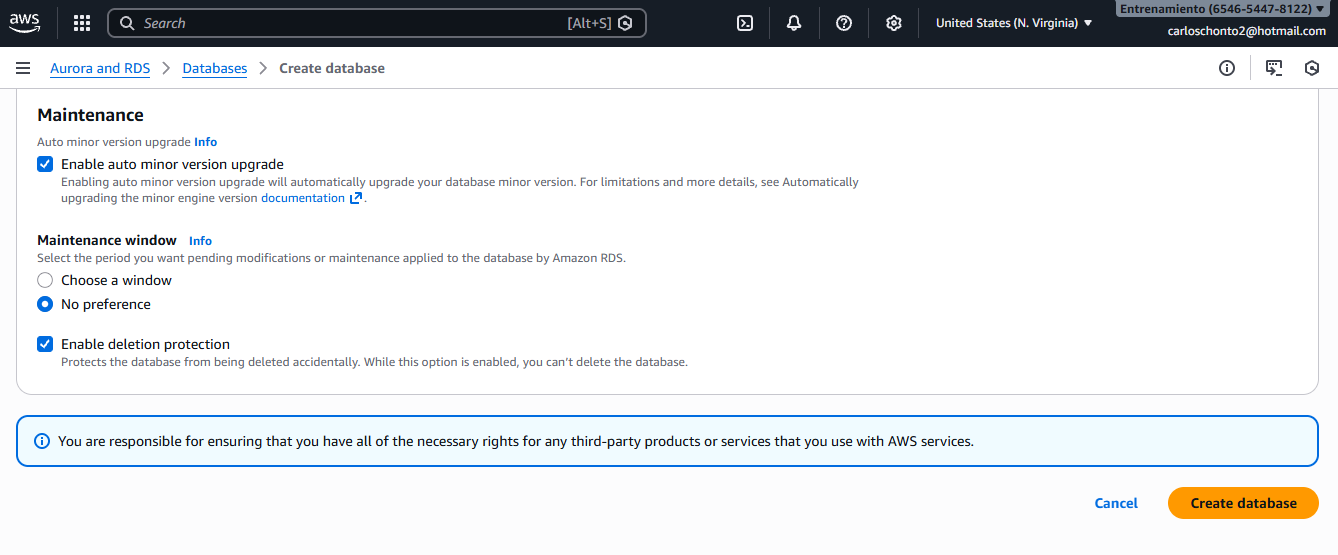 aws
Search [Alt+S]
United States (N. Virginia)
Entrenamiento (6546-5447-8122)
carloschonto2@hotmail.com
Aurora and RDS > Databases > Create database
Maintenance
Auto minor version upgrade Info
Enable auto minor version upgrade
Enabling auto minor version upgrade will automatically upgrade your database minor version. For limitations and more details, see Automatically
upgrading the minor engine version documentation .
Maintenance window Info
Select the period you want pending modifications or maintenance applied to the database by Amazon RDS.
Choose a window
No preference
Enable deletion protection
Protects the database from being deleted accidentally. While this option is enabled, you can't delete the database.
You are responsible for ensuring that you have all of the necessary rights for any third-party products or services that you use with AWS services.
Cancel Create database